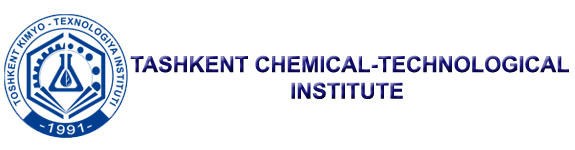 TOSHKENT KIMYO - TEXNOLOGIYA INSTITUTI
-1991-
TASHKENT CHEMICAL-TECHNOLOGICAL
INSTITUTE